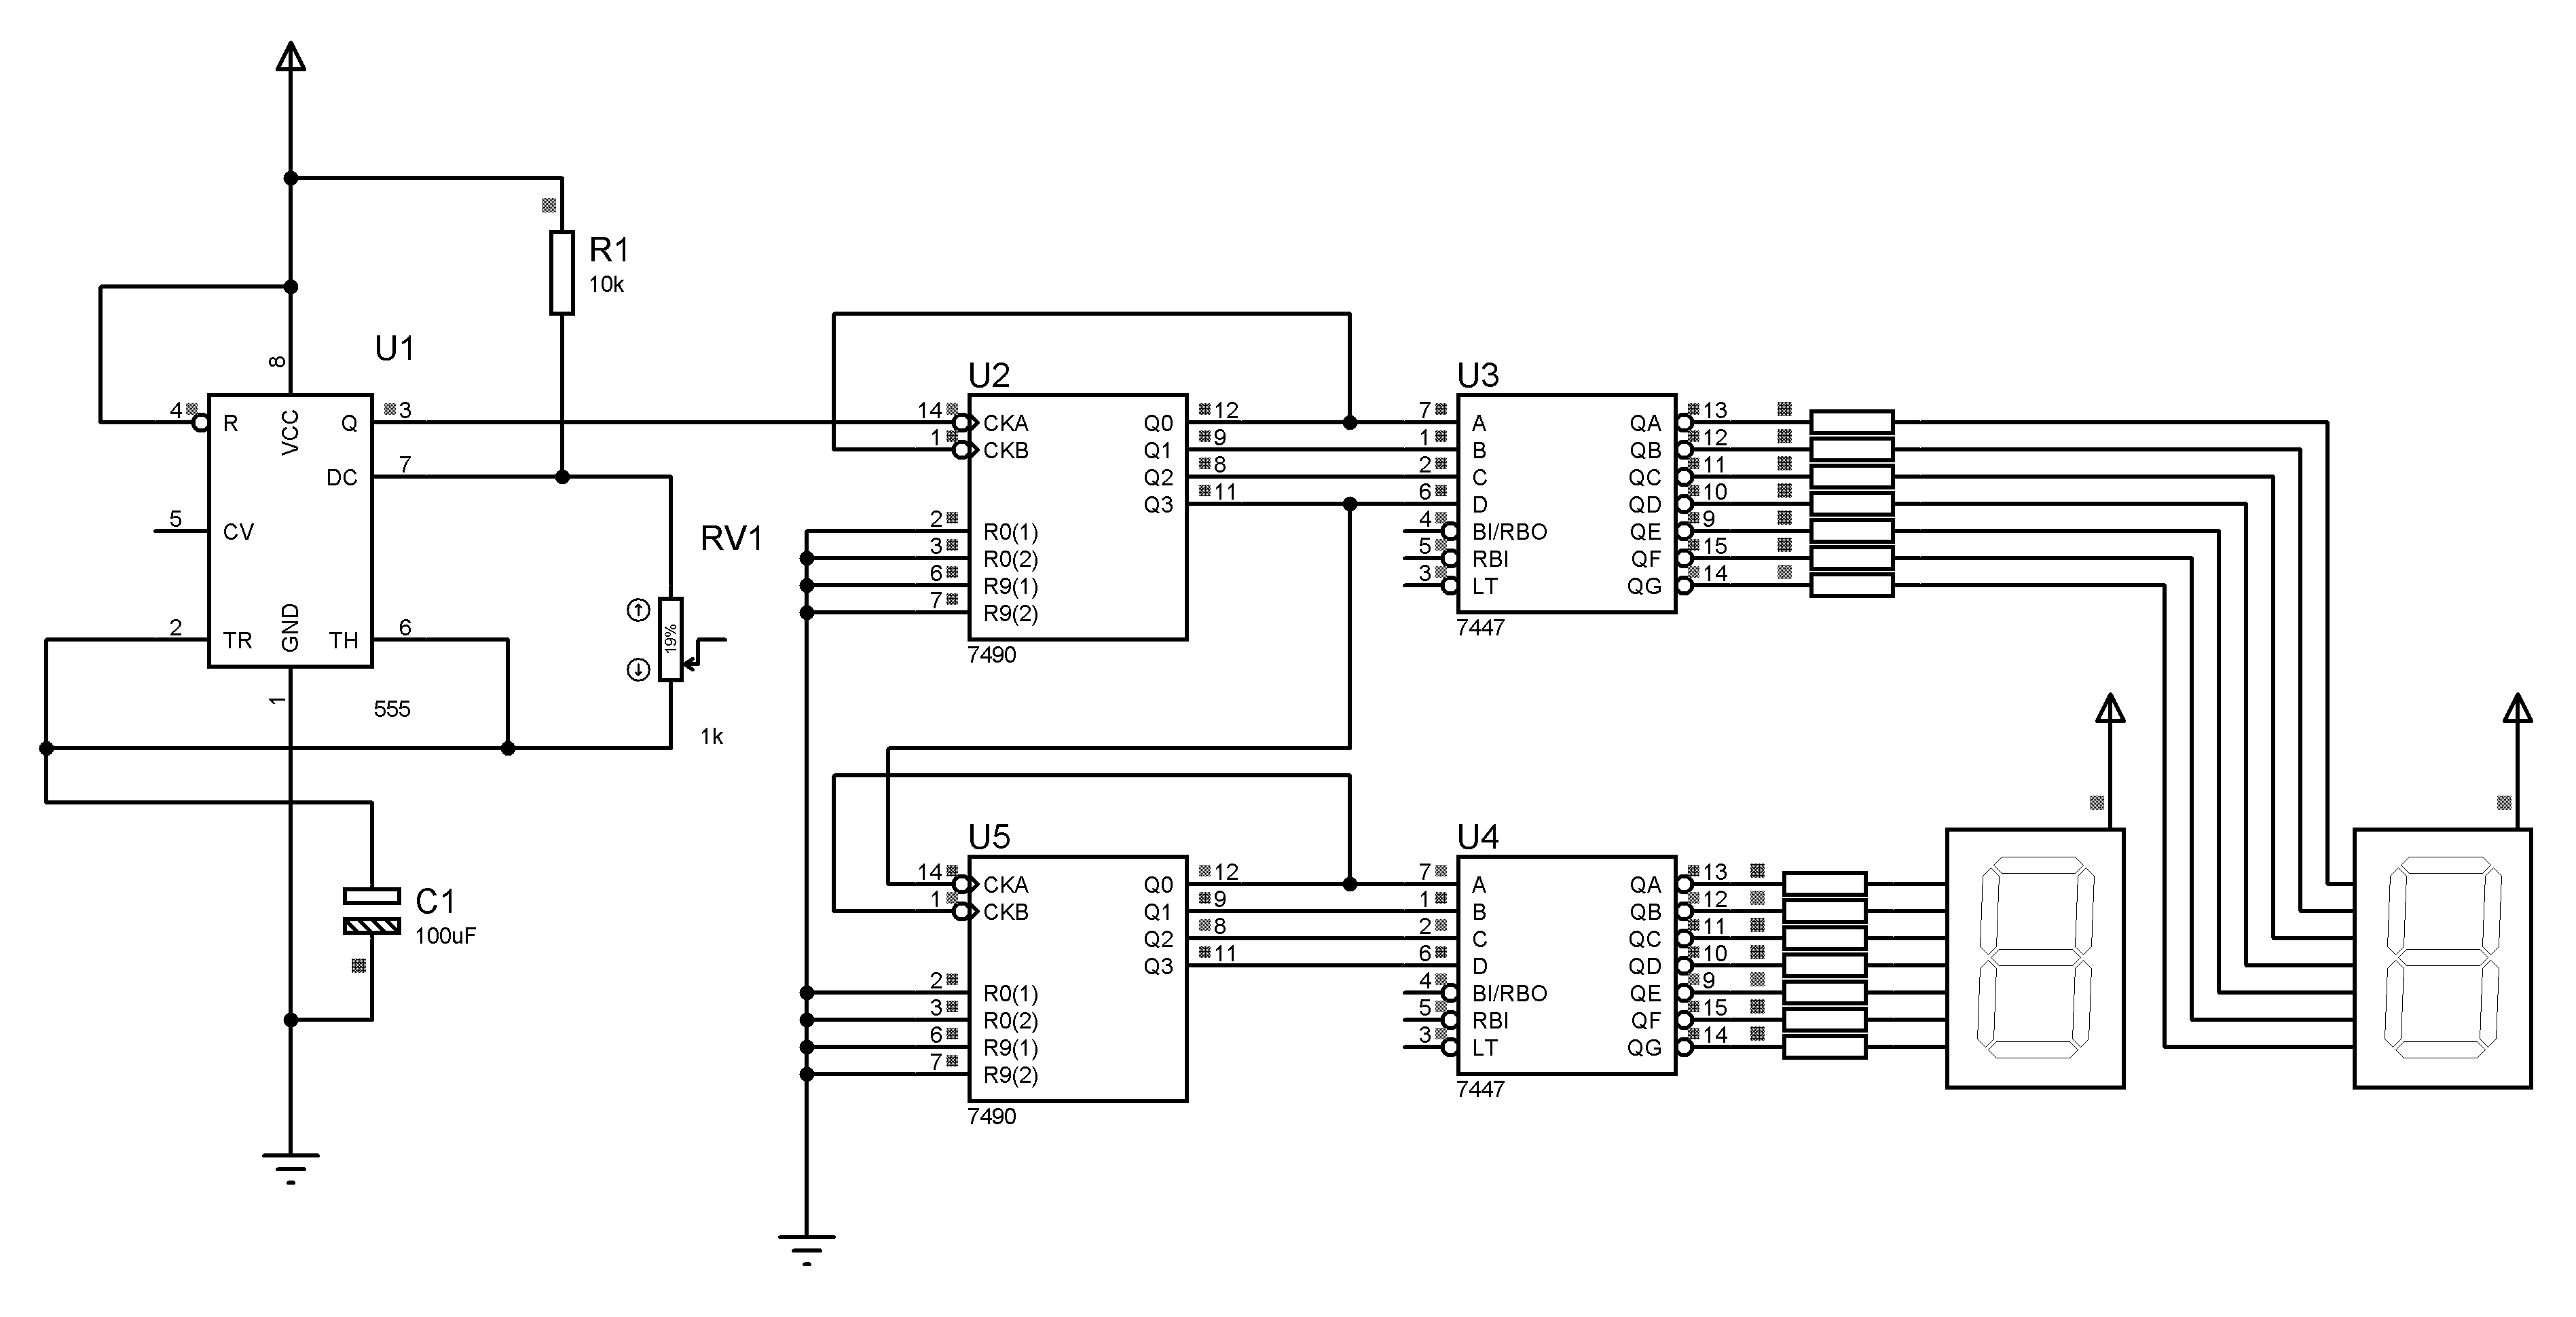 R1
10k
U1
8
4
R
VCC
Q
3
7
DC
5
CV
2
TR
GND
TH
6
1
555
RV1
19%
1k
C1
100uF
U2
14
CKA
Q0
12
1
CKB
Q1
9
Q2
8
Q3
11
2
R0(1)
3
R0(2)
6
R9(1)
7
R9(2)
7490
U3
7
A
QA
13
1
B
QB
12
2
C
QC
11
6
D
QD
10
4
BI/RBO
QE
9
5
RBI
QF
15
3
LT
QG
14
7447
U5
14
CKA
Q0
12
1
CKB
Q1
9
Q2
8
Q3
11
2
R0(1)
3
R0(2)
6
R9(1)
7
R9(2)
7490
U4
7
A
QA
13
1
B
QB
12
2
C
QC
11
6
D
QD
10
4
BI/RBO
QE
9
5
RBI
QF
15
3
LT
QG
14
7447